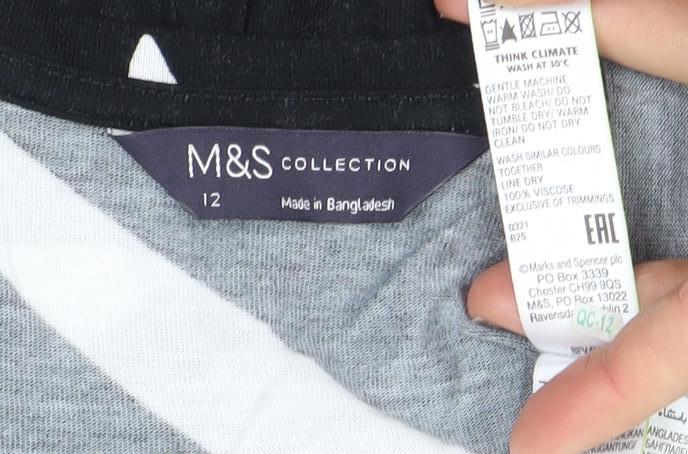 M&S COLLECTION
12
Made in Bangladesh
THINK CLIMATE
WASH AT 30°C
GENTLE MACHINE
WARM WASH/ DO
NOT BLEACH/ DO NOT
TUMBLE DRY/ WARM
IRON/ DO NOT DRY
CLEAN
WASH SIMILAR COLOURS
TOGETHER
LINE DRY
100% VISCOSE
EXCLUSIVE OF TRIMMINGS
0321
825
EAC
©Marks and Spencer plc
PO Box 3339
Chester CH99 9QS
M&S, PO Box 13022
2
QC-12